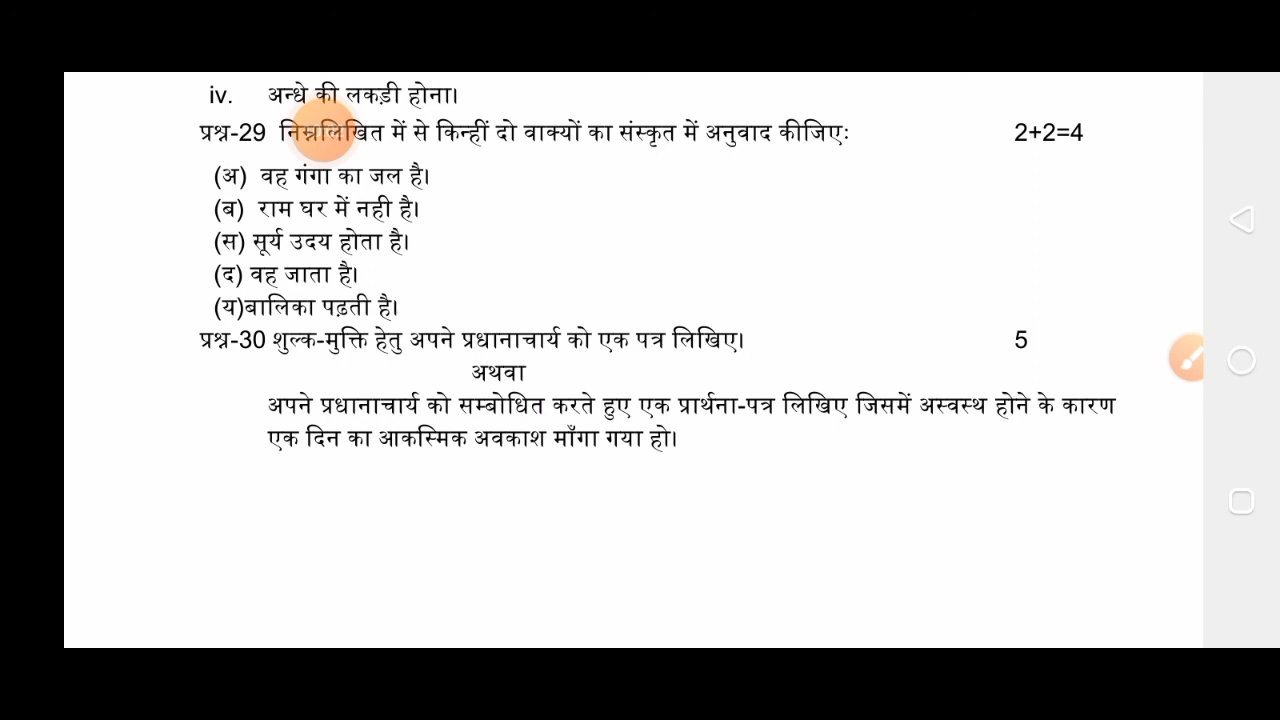 iv. अन्धे की लकड़ी होना।
प्रश्न-29 निम्नलिखित में से किन्हीं दो वाक्यों का संस्कृत में अनुवाद कीजिएः 2+2=4
(अ) वह गंगा का जल है।
(ब) राम घर में नही है।
(स) सूर्य उदय होता है।
(द) वह जाता है।
(य)बालिका पढ़ती है।
प्रश्न-30 शुल्क-मुक्ति हेतु अपने प्रधानाचार्य को एक पत्र लिखिए। 5
अथवा
अपने प्रधानाचार्य को सम्बोधित करते हुए एक प्रार्थना-पत्र लिखिए जिसमें अस्वस्थ होने के कारण
एक दिन का आकस्मिक अवकाश माँगा गया हो।